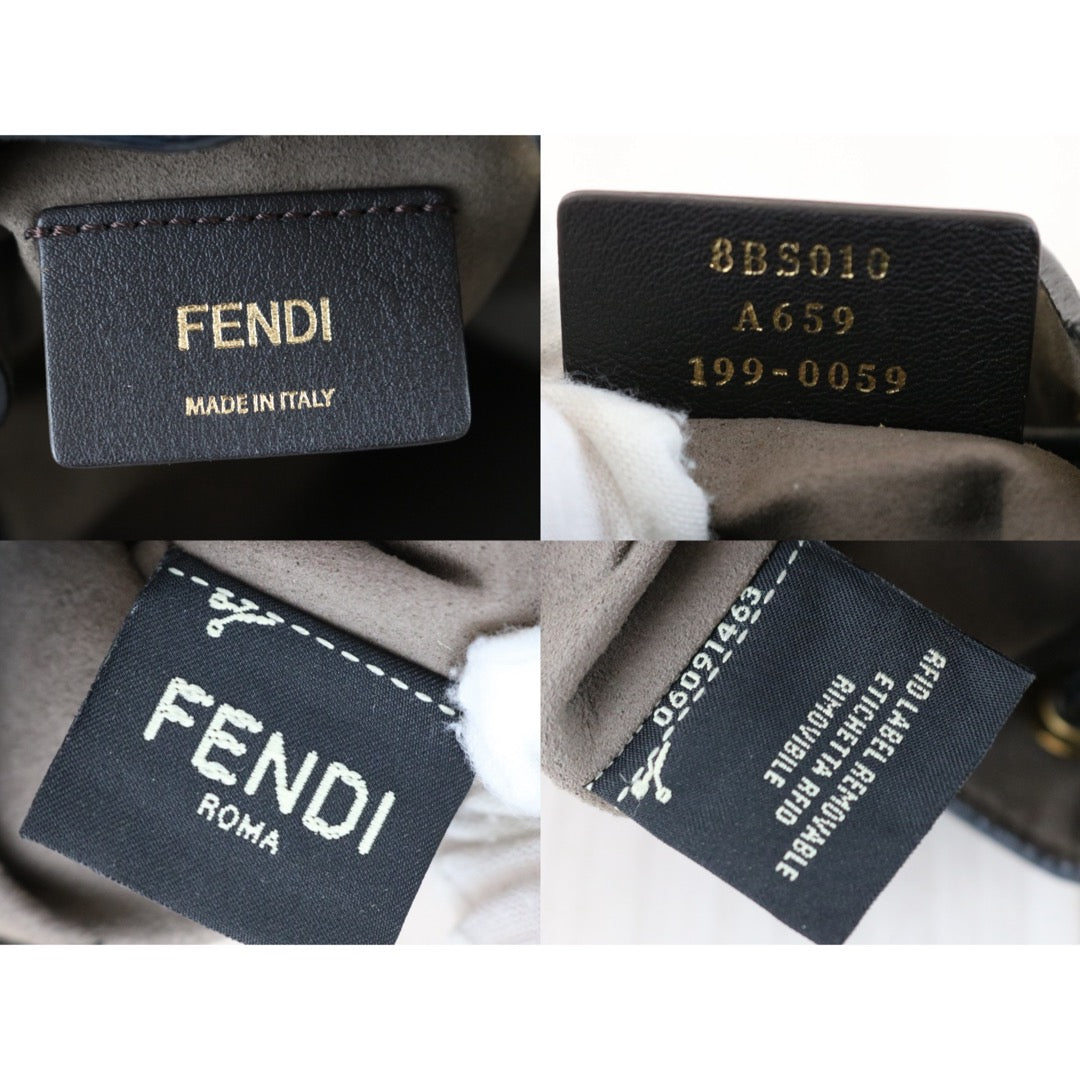 FENDI
MADE IN ITALY
8BS010
A659
199-0059
FENDI
ROMA
06091463
RFID LABEL REMOVABLE
ETICHETTA RFID
RIMOVIBILE